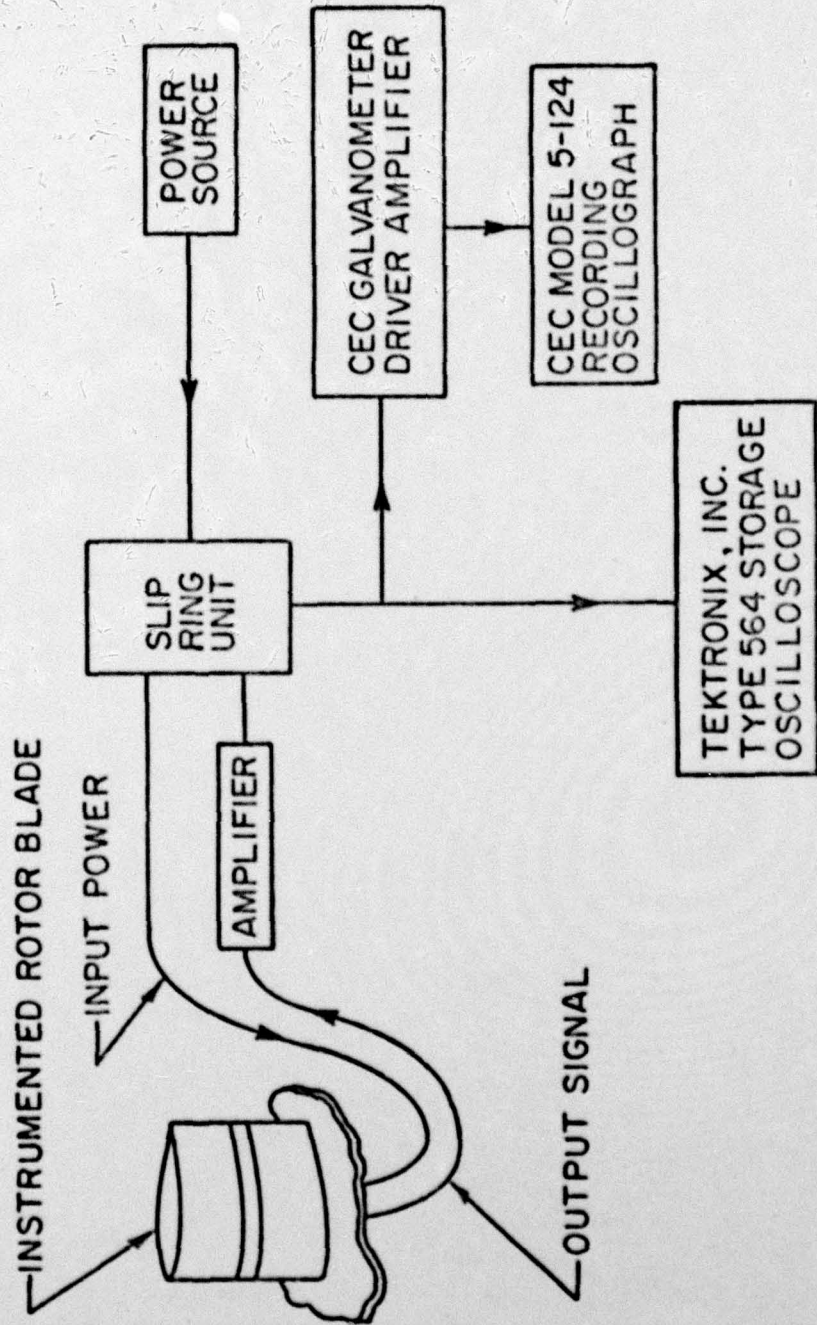 INSTRUMENTED ROTOR BLADE
INPUT POWER
AMPLIFIER
OUTPUT SIGNAL
SLIP
RING
UNIT
POWER
SOURCE
CEC GALVANOMETER
DRIVER AMPLIFIER
CEC MODEL 5-124
RECORDING
OSCILLOGRAPH
TEKTRONIX, INC.
TYPE 564 STORAGE
OSCILLOSCOPE